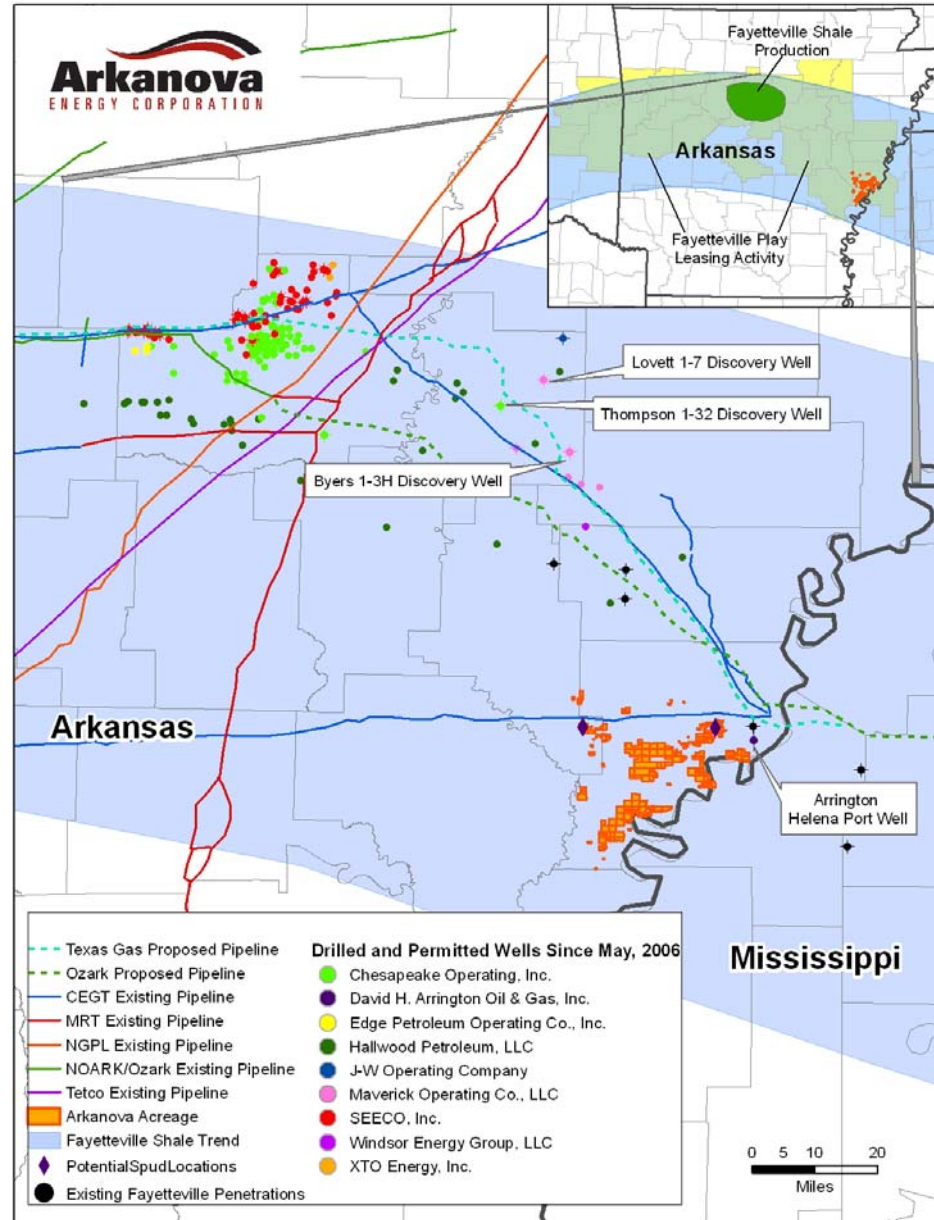 Arkanova
ENERGY CORPORATION
Fayetteville Shale
Production
Arkansas
Fayetteville Play
Leasing Activity
Lovett 1-7 Discovery Well
Thompson 1-32 Discovery Well
Byers 1-3H Discovery Well
Arkansas
Arrington
Helena Port Well
Mississippi
Texas Gas Proposed Pipeline
Ozark Proposed Pipeline
CEGT Existing Pipeline
MRT Existing Pipeline
NGPL Existing Pipeline
NOARK/Ozark Existing Pipeline
Tetco Existing Pipeline
Arkanova Acreage
Fayetteville Shale Trend
PotentialSpudLocations
Existing Fayetteville Penetrations
Drilled and Permitted Wells Since May, 2006
Chesapeake Operating, Inc.
David H. Arrington Oil & Gas, Inc.
Edge Petroleum Operating Co., Inc.
Hallwood Petroleum, LLC
J-W Operating Company
Maverick Operating Co., LLC
SEECO, Inc.
Windsor Energy Group, LLC
XTO Energy, Inc.
0 5 10 20
Miles